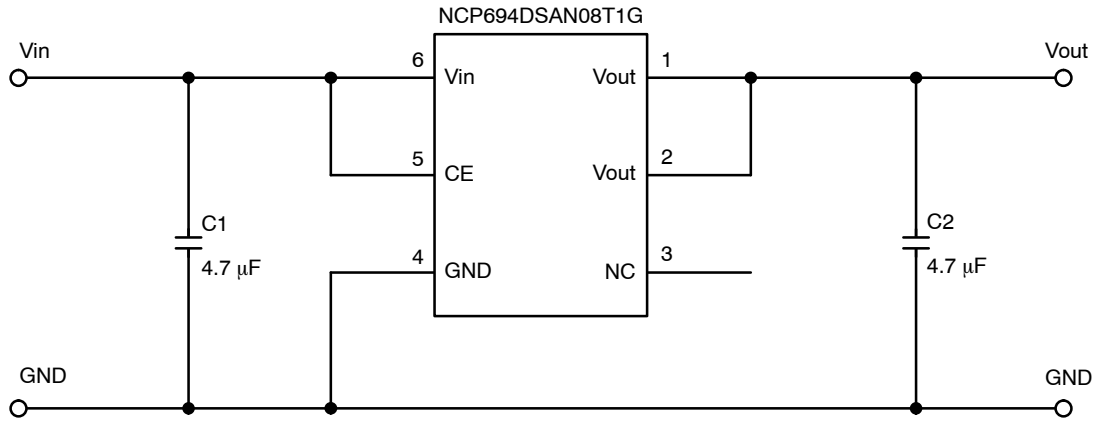 NCP694DSAN08T1G
Vin
Vout
6
Vin
Vout
1
5
CE
Vout
2
C1
4.7 μF
C2
4.7 μF
4
GND
NC
3
GND
GND